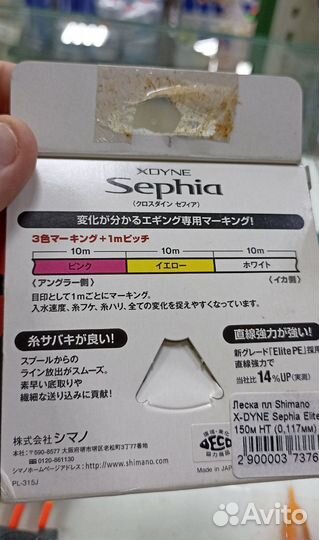 XDYNE
Sephia
(クロスダイン セフィア)
変化が分かるエギング専用マーキング!
3色マーキング+1mピッチ
10m 10m 10m
ピンク イエロー ホワイト
〈アングラー側〉 〈イカ側〉
目印として1mごとにマーキング。
入水速度、糸フケ、糸ハリ、全ての変化を捉えやすくなっています。
糸サバキが良い!
スプールからの
ライン放出がスムーズ。
素早い底取りや
繊細な送り込みに貢献!
直線強力が強い!
新グレード「Elite PE」採用
直線強力で
当社比14%UP(実測)
株式会社 シマノ
〒590-8577 大阪府堺市堺区老松町3丁77番地
0120-861130
シマノホームページアドレス:http://www.shimano.com
PL-315J
Made in JAP
Леска пл Shimano
X-DYNE Sephia Elite
150м HT (0,117мм)
2900003 7376
Avito